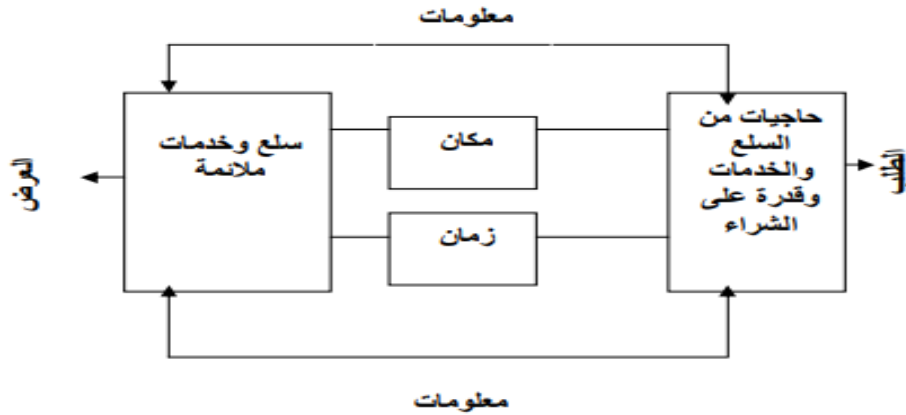 معلومات
حاجيات من
السلع
والخدمات
وقدرة على
الشراء
الطلب
مكان
زمان
سلع وخدمات
ملائمة
العرض
معلومات